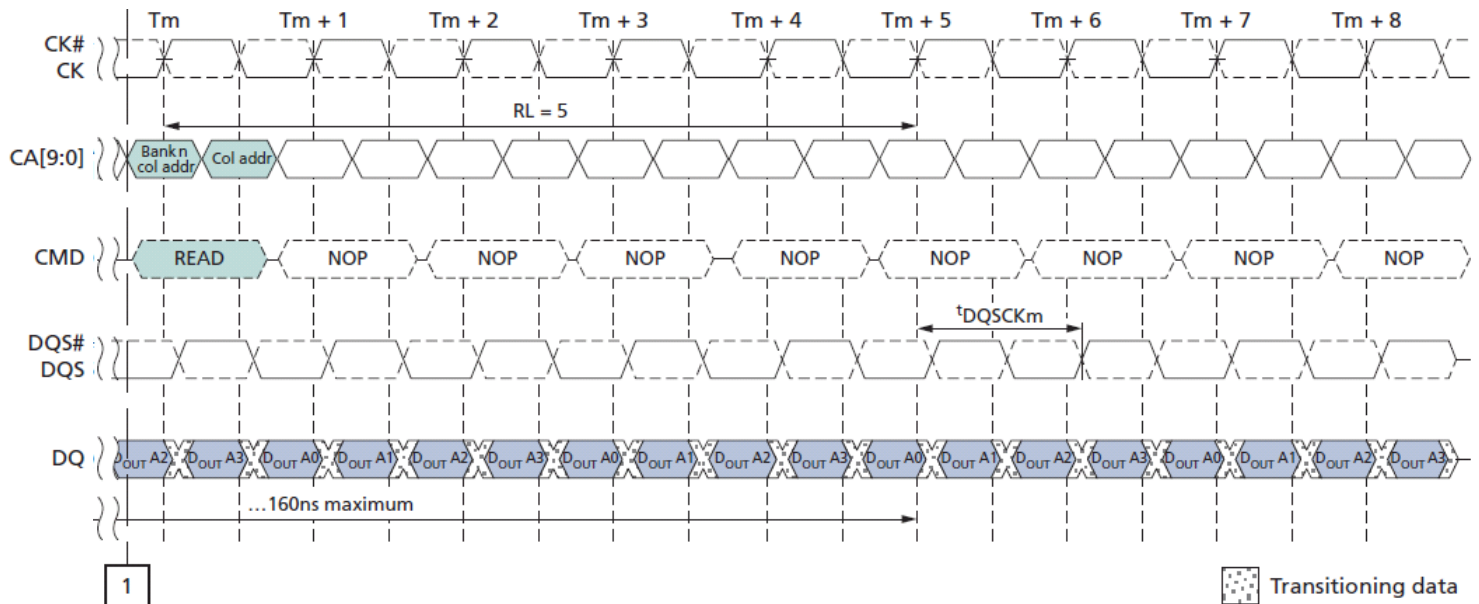 Tm Tm + 1 Tm + 2 Tm + 3 Tm + 4 Tm + 5 Tm + 6 Tm + 7 Tm + 8
CK#
CK
RL = 5
CA[9:0] Bank n col addr Col addr
CMD READ NOP NOP NOP NOP NOP NOP NOP NOP
tDQSCKm
DQS#
DQS
DQ DOUT A2 DOUT A3 DOUT A0 DOUT A1 DOUT A2 DOUT A3 DOUT A0 DOUT A1 DOUT A2 DOUT A3 DOUT A0 DOUT A1 DOUT A2 DOUT A3 DOUT A0 DOUT A1 DOUT A2 DOUT A3
…160ns maximum
1 Transitioning data